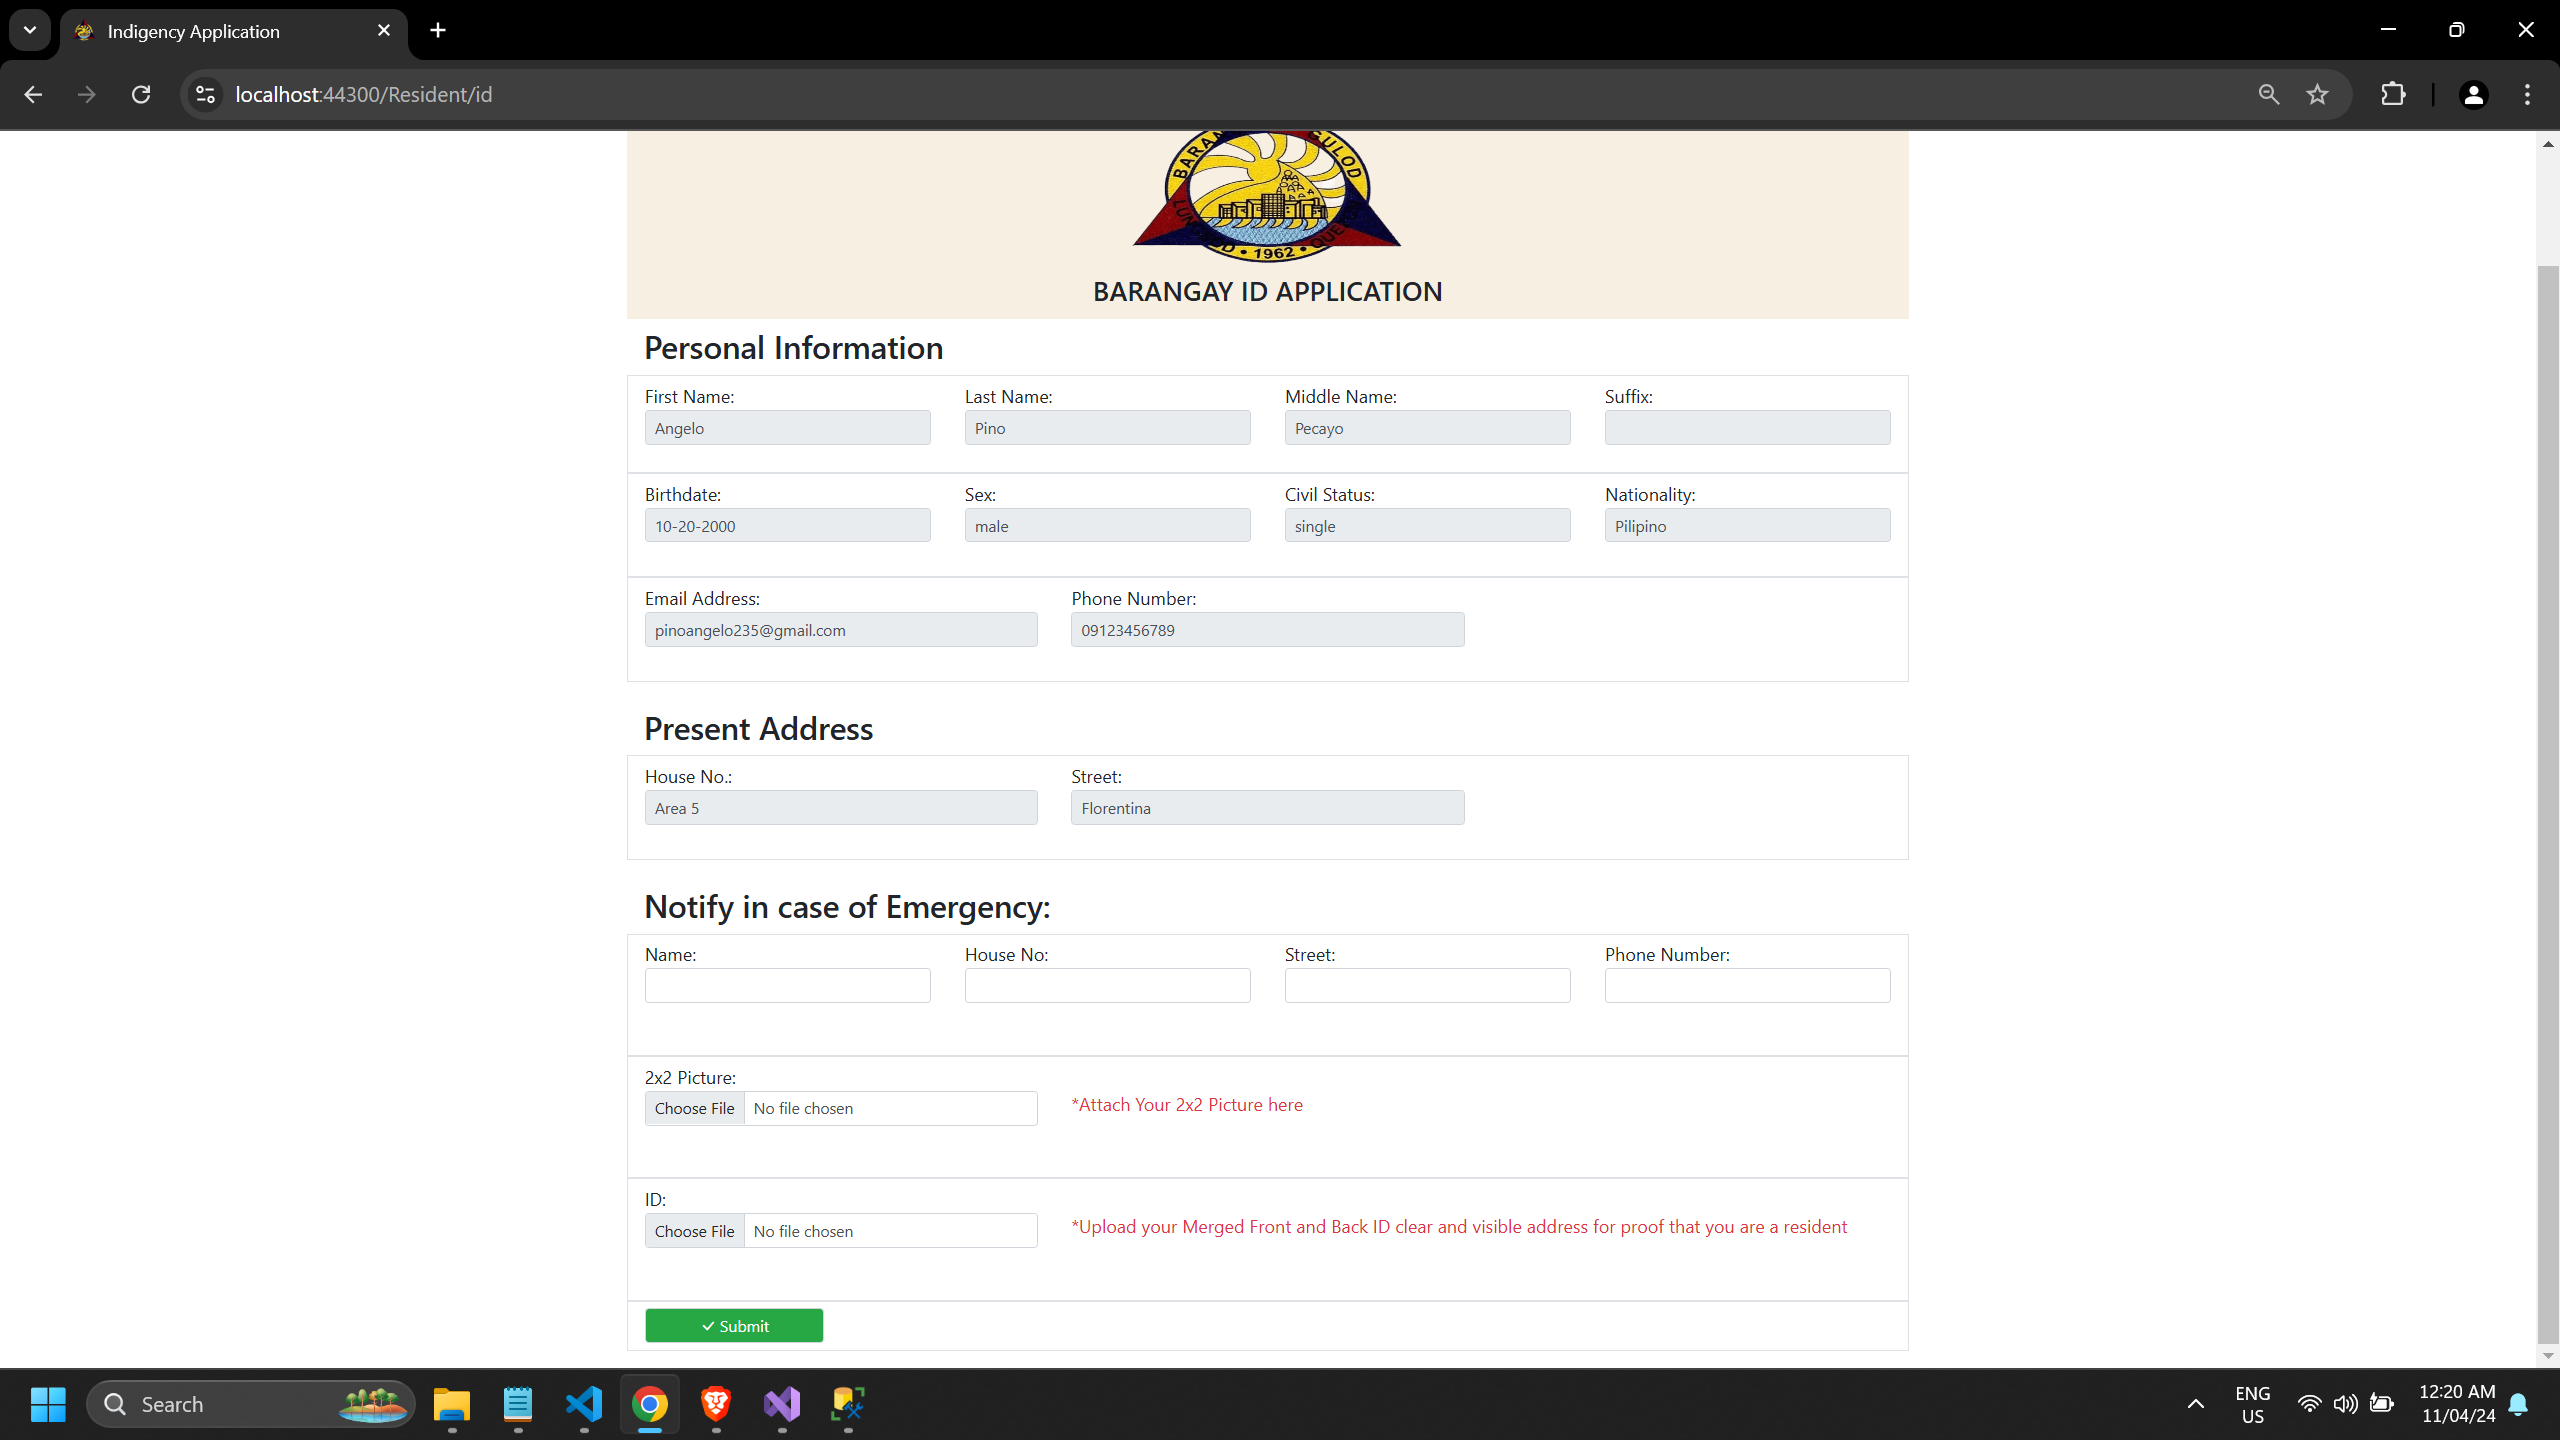 Indigency Application
localhost:44300/Resident/id
BARANGAY ID APPLICATION
Personal Information
First Name: Last Name: Middle Name: Suffix:
Angelo Pino Pecayo
Birthdate: Sex: Civil Status: Nationality:
10-20-2000 male single Pilipino
Email Address: Phone Number:
pinoangelo235@gmail.com 09123456789
Present Address
House No.: Street:
Area 5 Florentina
Notify in case of Emergency:
Name: House No: Street: Phone Number:
2x2 Picture:
Choose File No file chosen *Attach Your 2x2 Picture here
ID:
Choose File No file chosen *Upload your Merged Front and Back ID clear and visible address for proof that you are a resident
Submit
Search
ENG
US
12:20 AM
11/04/24
1962